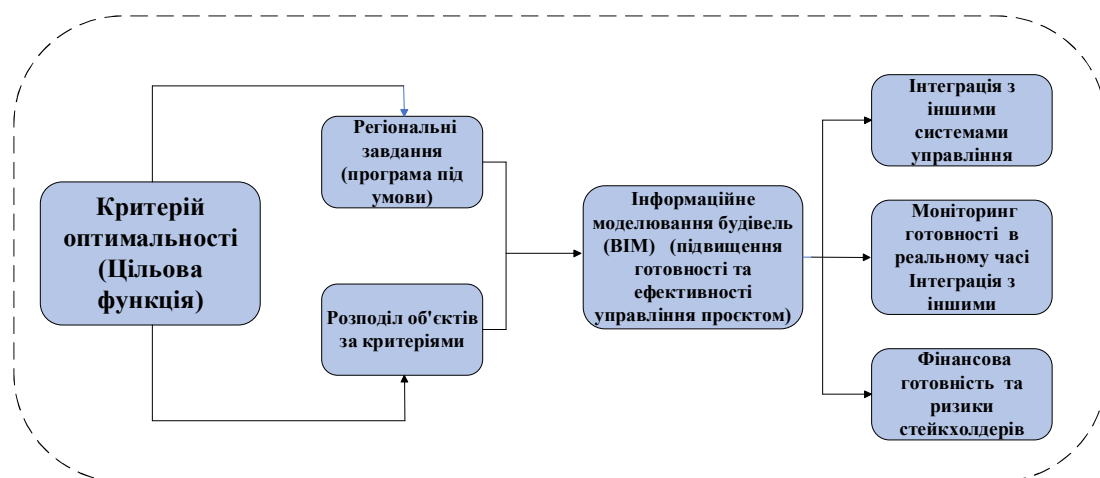 Критерій
оптимальності
(Цільова
функція)
Регіональні
завдання
(програма під
умови)
Розподіл об'єктів
за критеріями
Інформаційне
моделювання будівель
(BIM) (підвищення
готовності та
ефективності
управління проєктом)
Інтеграція з
іншими
системами
управління
Моніторинг
готовності в
реальному часі
Інтеграція з
іншими
Фінансова
готовність та
ризики
стейкхолдерів